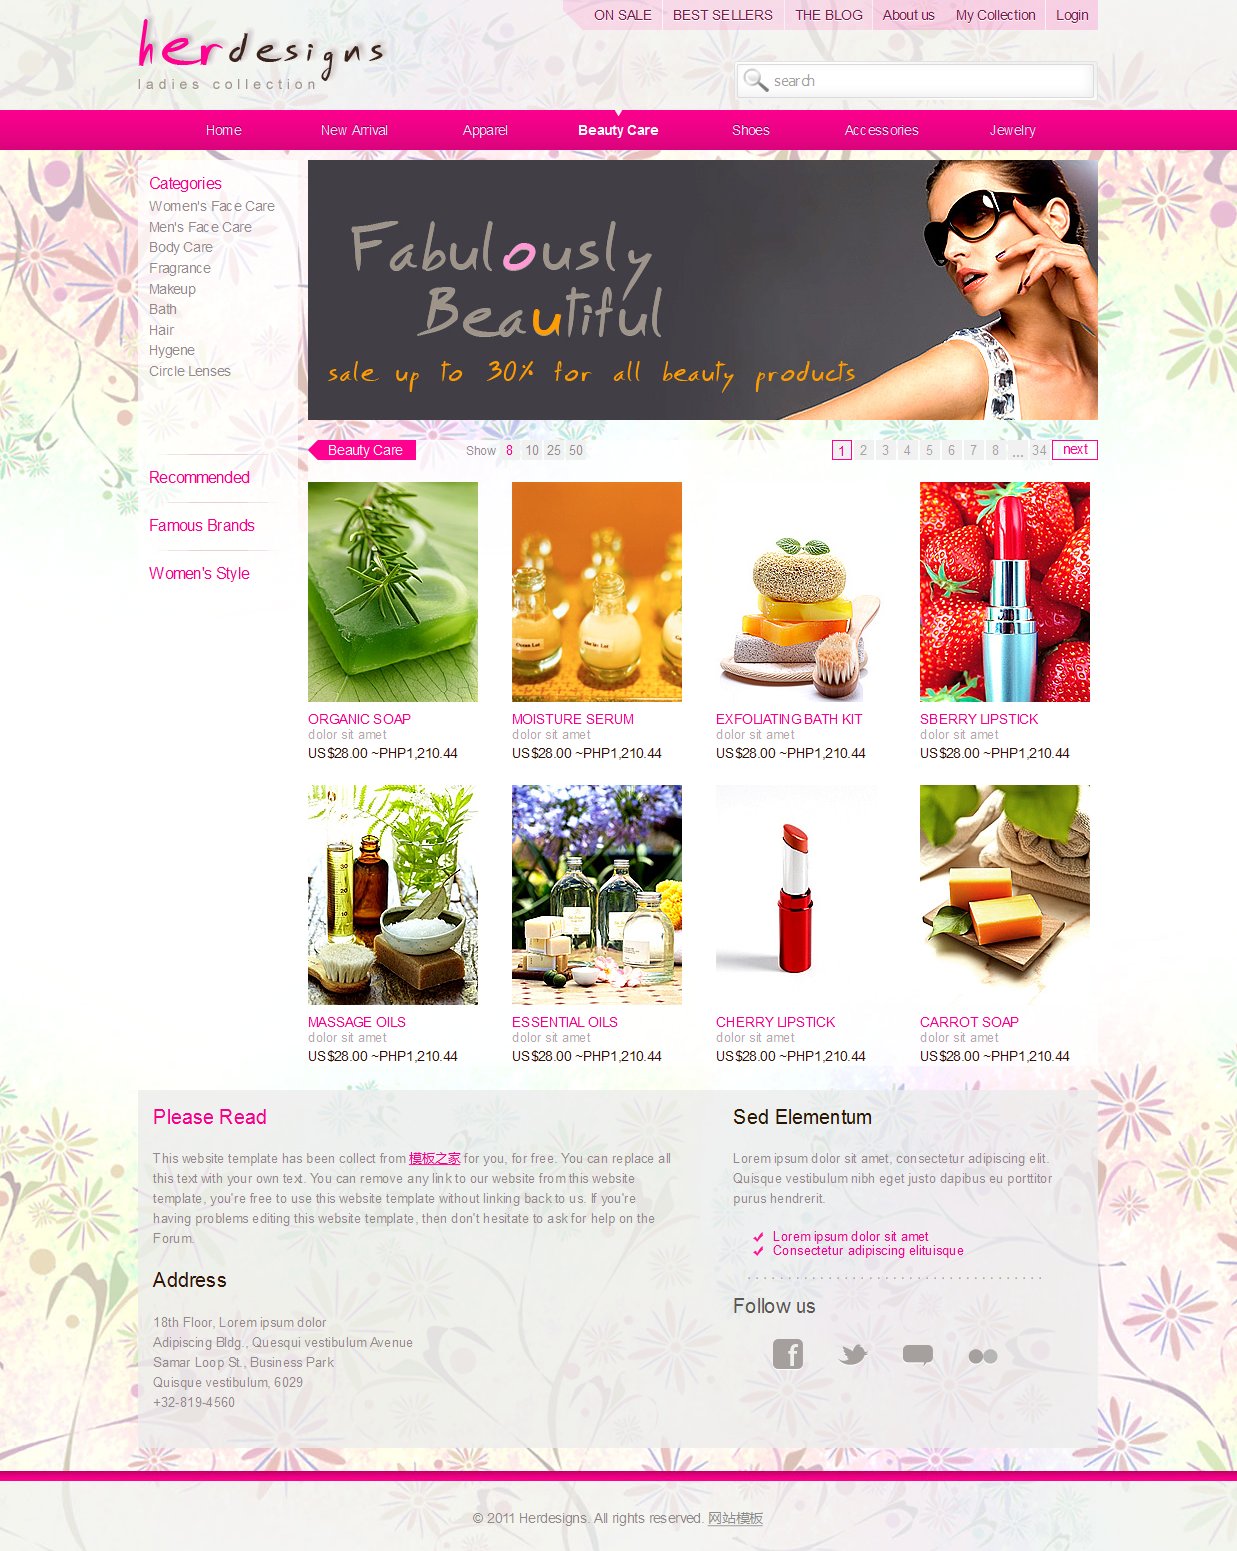 ON SALE BEST SELLERS THE BLOG About us My Collection Login
herdesigns
ladies collection
search
Home New Arrival Apparel Beauty Care Shoes Accessories Jewelry
Categories
Women's Face Care
Men's Face Care
Body Care
Fragrance
Makeup
Bath
Hair
Hygene
Circle Lenses
Recommended
Famous Brands
Women's Style
Fabulously
Beautiful
sale up to 30% for all beauty products
Beauty Care Show 8 10 25 50 1 2 3 4 5 6 7 8 ... 34 next
ORGANIC SOAP MOISTURE SERUM EXFOLIATING BATH KIT SBERRY LIPSTICK
dolor sit amet dolor sit amet dolor sit amet dolor sit amet
US$28.00 ~PHP1,210.44 US$28.00 ~PHP1,210.44 US$28.00 ~PHP1,210.44 US$28.00 ~PHP1,210.44
MASSAGE OILS ESSENTIAL OILS CHERRY LIPSTICK CARROT SOAP
dolor sit amet dolor sit amet dolor sit amet dolor sit amet
US$28.00 ~PHP1,210.44 US$28.00 ~PHP1,210.44 US$28.00 ~PHP1,210.44 US$28.00 ~PHP1,210.44
Please Read
This website template has been collect from 模板之家 for you, for free. You can replace all
this text with your own text. You can remove any link to our website from this website
template, you're free to use this website template without linking back to us. If you're
having problems editing this website template, then don't hesitate to ask for help on the
Forum.
Address
18th Floor, Lorem ipsum dolor
Adipiscing Bldg., Quesqui vestibulum Avenue
Samar Loop St., Business Park
Quisque vestibulum, 6029
+32-819-4560
Sed Elementum
Lorem ipsum dolor sit amet, consectetur adipiscing elit.
Quisque vestibulum nibh eget justo dapibus eu porttitor
purus hendrerit.
Lorem ipsum dolor sit amet
Consectetur adipiscing elituisque
Follow us
© 2011 Herdesigns. All rights reserved. 网站模板